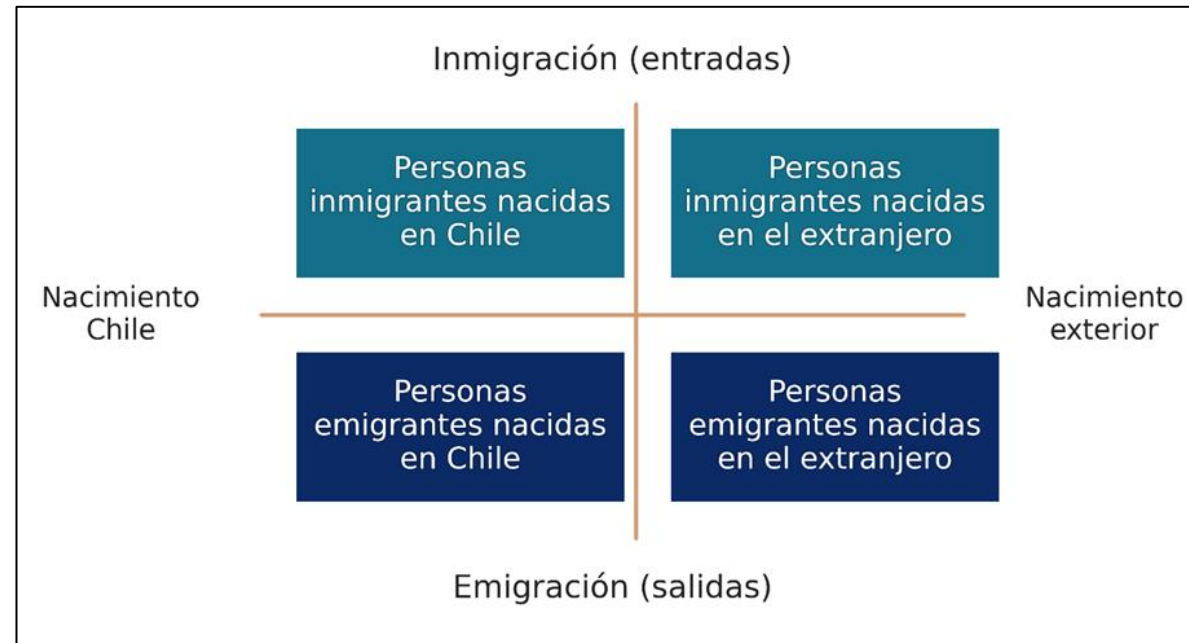 Inmigración (entradas)
Personas
inmigrantes nacidas
en Chile
Personas
inmigrantes nacidas
en el extranjero
Nacimiento
Chile
Nacimiento
exterior
Personas
emigrantes nacidas
en Chile
Personas
emigrantes nacidas
en el extranjero
Emigración (salidas)